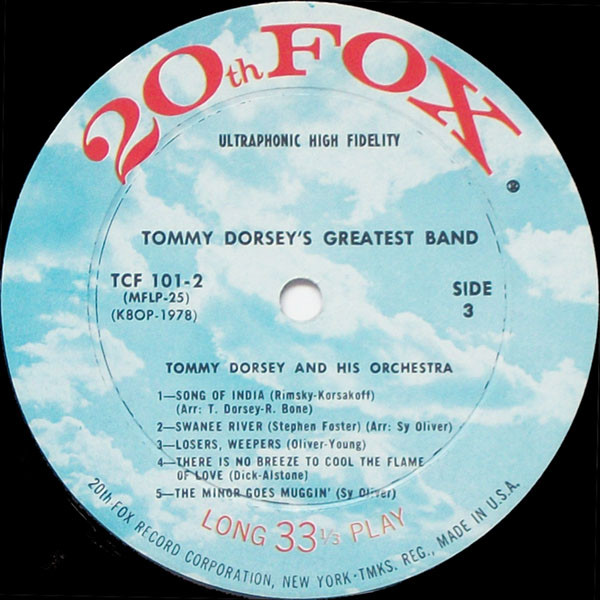 20th FOX
ULTRAPHONIC HIGH FIDELITY
TOMMY DORSEY'S GREATEST BAND
TCF 101-2
(MFLP-25)
(K8OP-1978)
SIDE
3
TOMMY DORSEY AND HIS ORCHESTRA
1—SONG OF INDIA (Rimsky-Korsakoff)
(Arr: T. Dorsey-R. Bone)
2—SWANEE RIVER (Stephen Foster) (Arr: Sy Oliver)
3—LOSERS, WEEPERS (Oliver-Young)
4—THERE IS NO BREEZE TO COOL THE FLAME
OF LOVE (Dick-Alstone)
5—THE MINOR GOES MUGGIN' (Sy Oliver)
LONG 33 1/3 PLAY
20th FOX RECORD CORPORATION, NEW YORK-TMKS. REG., MADE IN U.S.A.